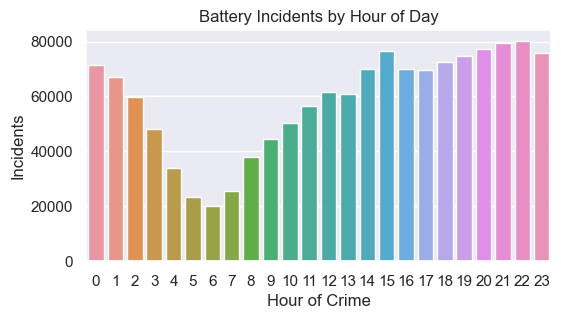 Battery Incidents by Hour of Day
80000
60000
40000
20000
0
Incidents
0 1 2 3 4 5 6 7 8 9 10 11 12 13 14 15 16 17 18 19 20 21 22 23
Hour of Crime